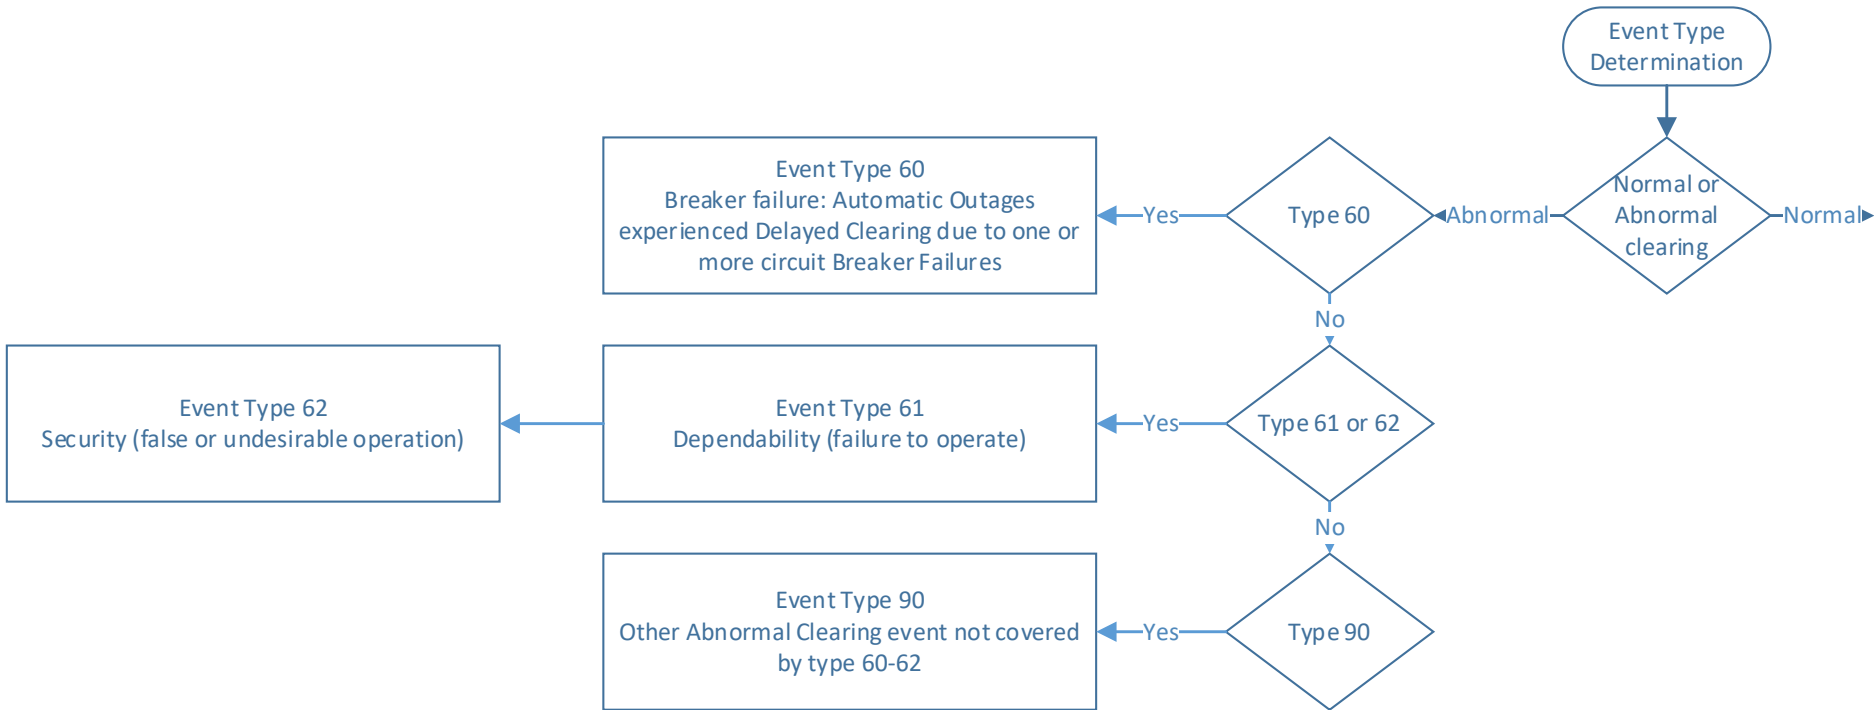 Event Type
Determination
Normal or
Abnormal
clearing
Normal
Abnormal
Type 60
Yes
Event Type 60
Breaker failure: Automatic Outages
experienced Delayed Clearing due to one or
more circuit Breaker Failures
No
Type 61 or 62
Yes
Event Type 61
Dependability (failure to operate)
Event Type 62
Security (false or undesirable operation)
No
Type 90
Yes
Event Type 90
Other Abnormal Clearing event not covered
by type 60-62